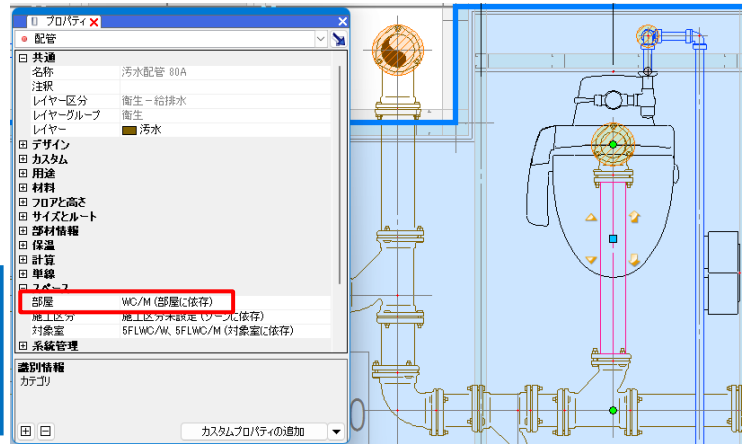 プロパティ
配管
共通
名称 汚水配管 80A
注釈
レイヤー区分 衛生－給排水
レイヤーグループ 衛生
レイヤー 汚水
デザイン
カスタム
用途
材料
フロアと高さ
サイズとルート
部材情報
保温
計算
単線
スペース
部屋 WC/M (部屋に依存)
施工区分 施工区分未設定 (ゾーンに依存)
対象室 5FLWC/W、5FLWC/M (対象室に依存)
系統管理
識別情報
カテゴリ
カスタムプロパティの追加